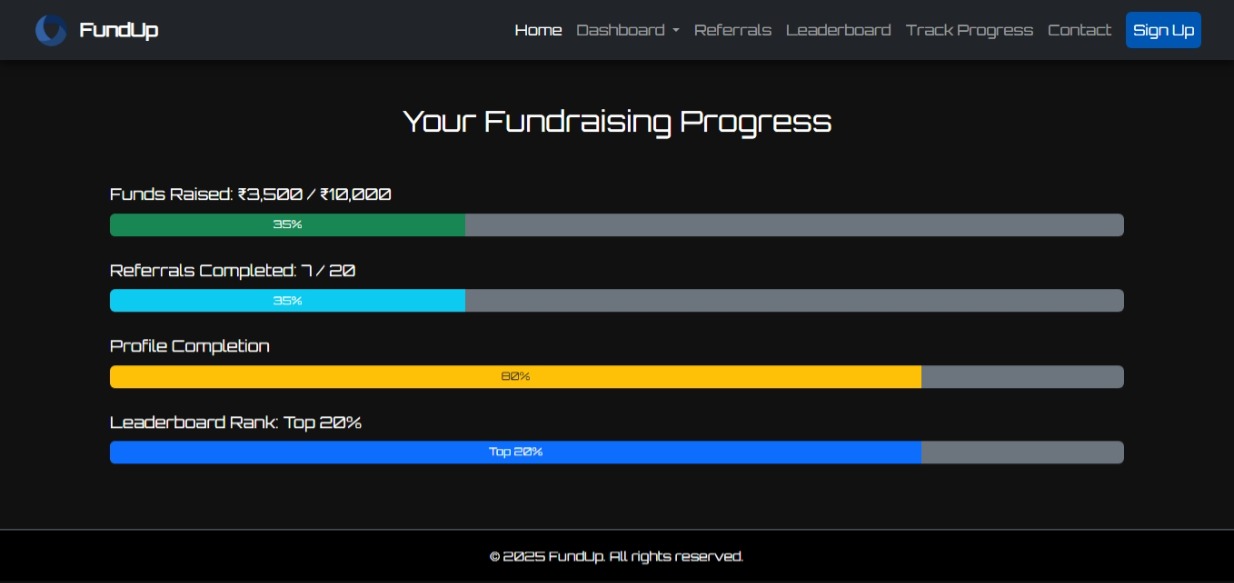 FundUp
Home Dashboard Referrals Leaderboard Track Progress Contact Sign Up
Your Fundraising Progress
Funds Raised: ₹3,500 / ₹10,000
35%
Referrals Completed: 7 / 20
35%
Profile Completion
80%
Leaderboard Rank: Top 20%
Top 20%
© 2025 FundUp. All rights reserved.